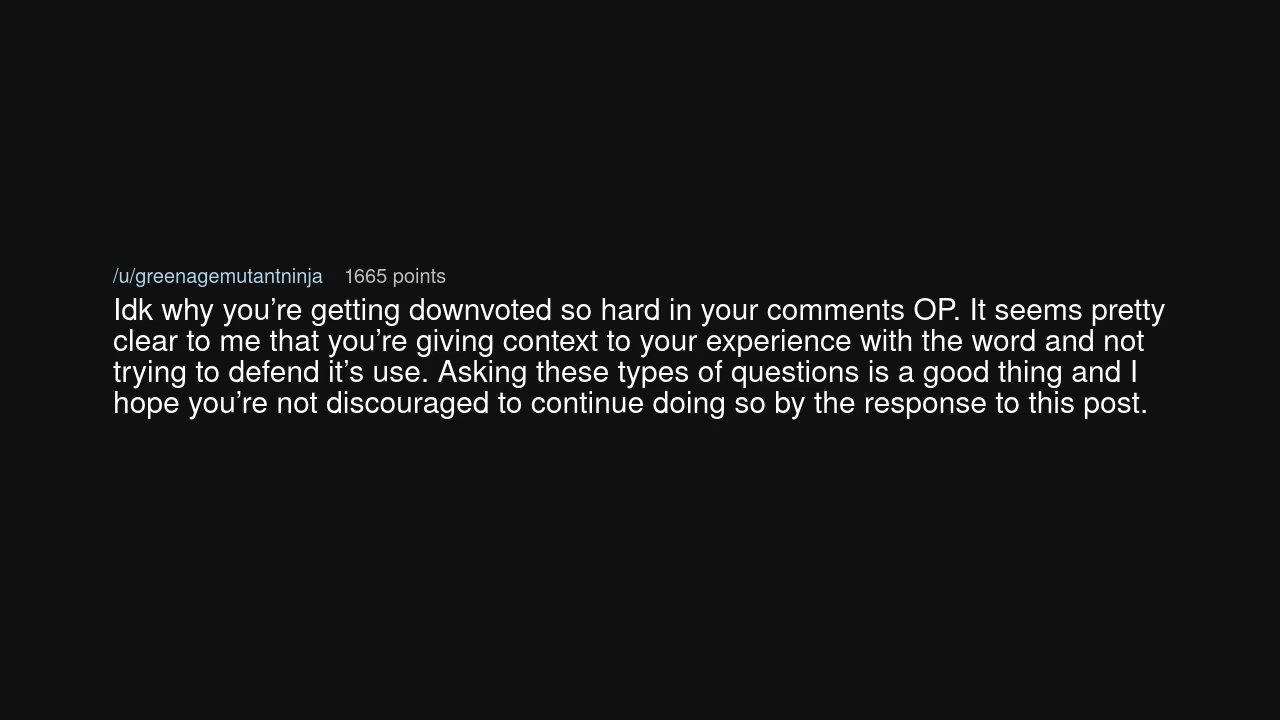 /u/greenagemutantninja 1665 points
Idk why you’re getting downvoted so hard in your comments OP. It seems pretty
clear to me that you’re giving context to your experience with the word and not
trying to defend it’s use. Asking these types of questions is a good thing and I
hope you’re not discouraged to continue doing so by the response to this post.